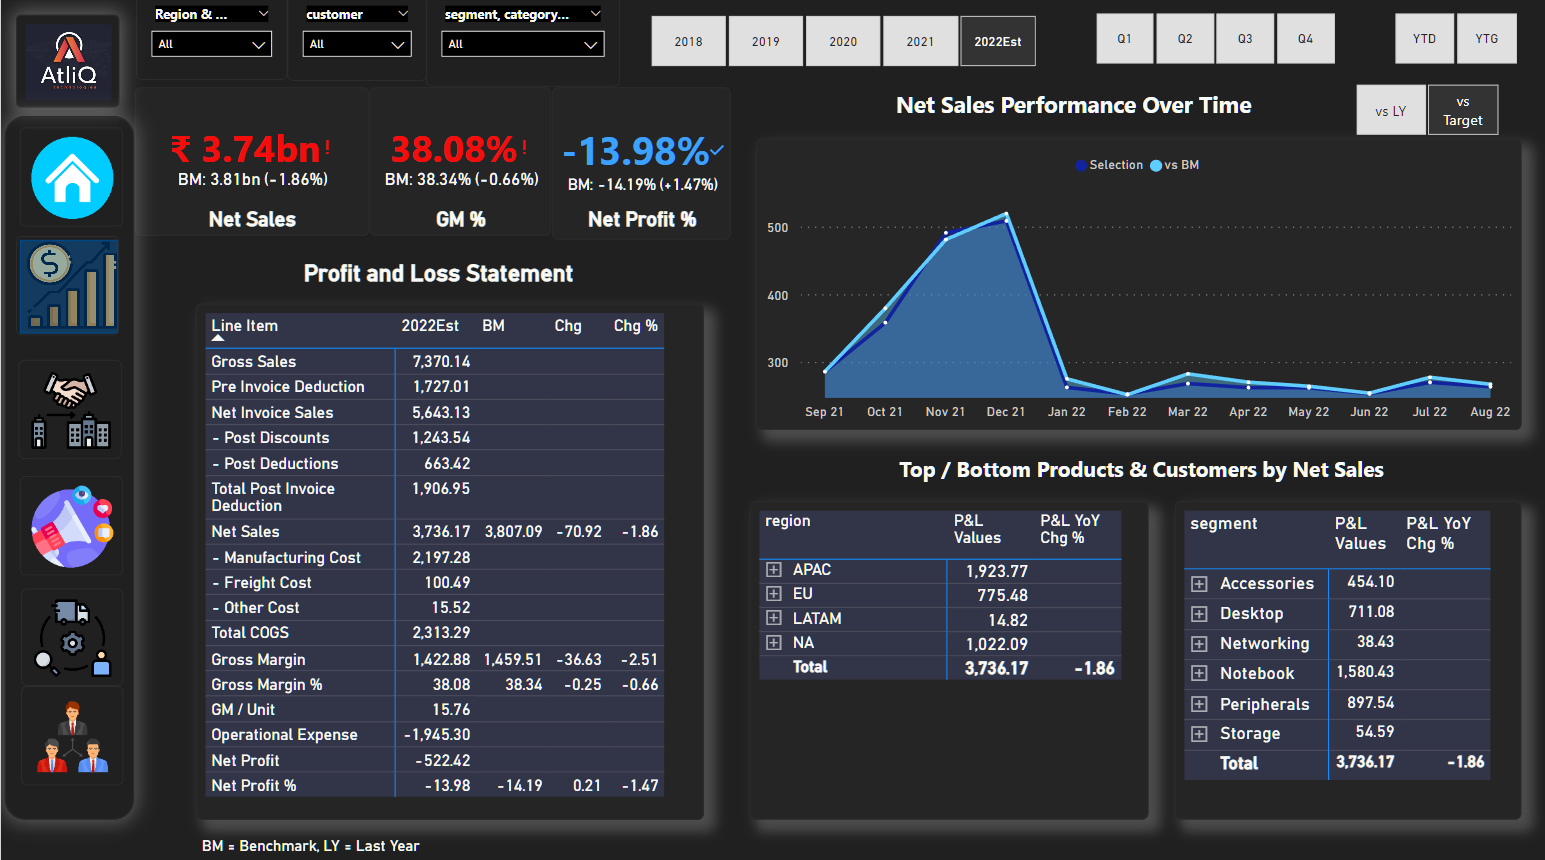 AtliQ
TECHNOLOGIES
Region & ...
All
customer
All
segment, category...
All
2018
2019
2020
2021
2022Est
Q1
Q2
Q3
Q4
YTD
YTG
₹ 3.74bn!
BM: 3.81bn (-1.86%)
Net Sales
38.08%!
BM: 38.34% (-0.66%)
GM %
-13.98%
BM: -14.19% (+1.47%)
Net Profit %
Net Sales Performance Over Time
vs LY
vs
Target
Selection vs BM
500
400
300
Sep 21 Oct 21 Nov 21 Dec 21 Jan 22 Feb 22 Mar 22 Apr 22 May 22 Jun 22 Jul 22 Aug 22
Profit and Loss Statement
Line Item 2022Est BM Chg Chg %
Gross Sales 7,370.14
Pre Invoice Deduction 1,727.01
Net Invoice Sales 5,643.13
- Post Discounts 1,243.54
- Post Deductions 663.42
Total Post Invoice 1,906.95
Deduction
Net Sales 3,736.17 3,807.09 -70.92 -1.86
- Manufacturing Cost 2,197.28
- Freight Cost 100.49
- Other Cost 15.52
Total COGS 2,313.29
Gross Margin 1,422.88 1,459.51 -36.63 -2.51
Gross Margin % 38.08 38.34 -0.25 -0.66
GM / Unit 15.76
Operational Expense -1,945.30
Net Profit -522.42
Net Profit % -13.98 -14.19 0.21 -1.47
Top / Bottom Products & Customers by Net Sales
region P&L P&L YoY
Values Chg %
APAC 1,923.77
EU 775.48
LATAM 14.82
NA 1,022.09
Total 3,736.17 -1.86
segment P&L P&L YoY
Values Chg %
Accessories 454.10
Desktop 711.08
Networking 38.43
Notebook 1,580.43
Peripherals 897.54
Storage 54.59
Total 3,736.17 -1.86
BM = Benchmark, LY = Last Year